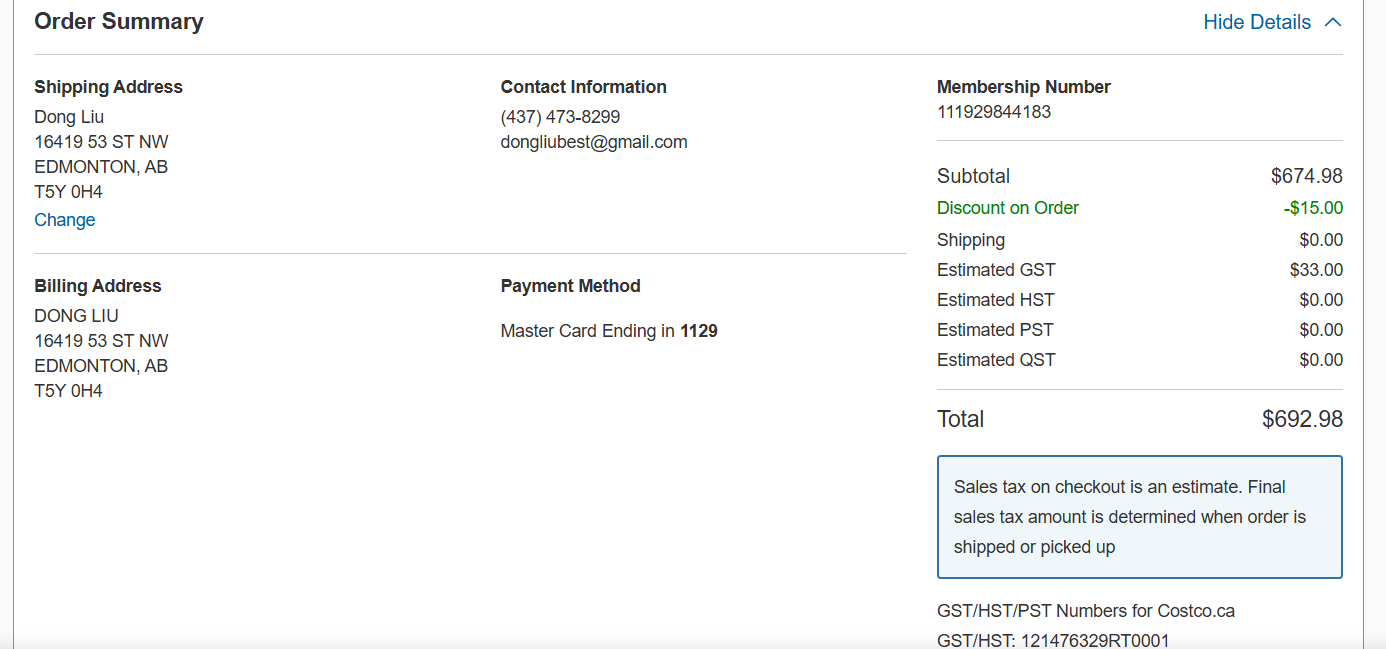 Order Summary
Hide Details
Shipping Address
Dong Liu
16419 53 ST NW
EDMONTON, AB
T5Y 0H4
Change
Contact Information
(437) 473-8299
dongliubest@gmail.com
Billing Address
DONG LIU
16419 53 ST NW
EDMONTON, AB
T5Y 0H4
Payment Method
Master Card Ending in 1129
Membership Number
111929844183
Subtotal $674.98
Discount on Order -$15.00
Shipping $0.00
Estimated GST $33.00
Estimated HST $0.00
Estimated PST $0.00
Estimated QST $0.00
Total $692.98
Sales tax on checkout is an estimate. Final
sales tax amount is determined when order is
shipped or picked up
GST/HST/PST Numbers for Costco.ca
GST/HST: 121476329RT0001